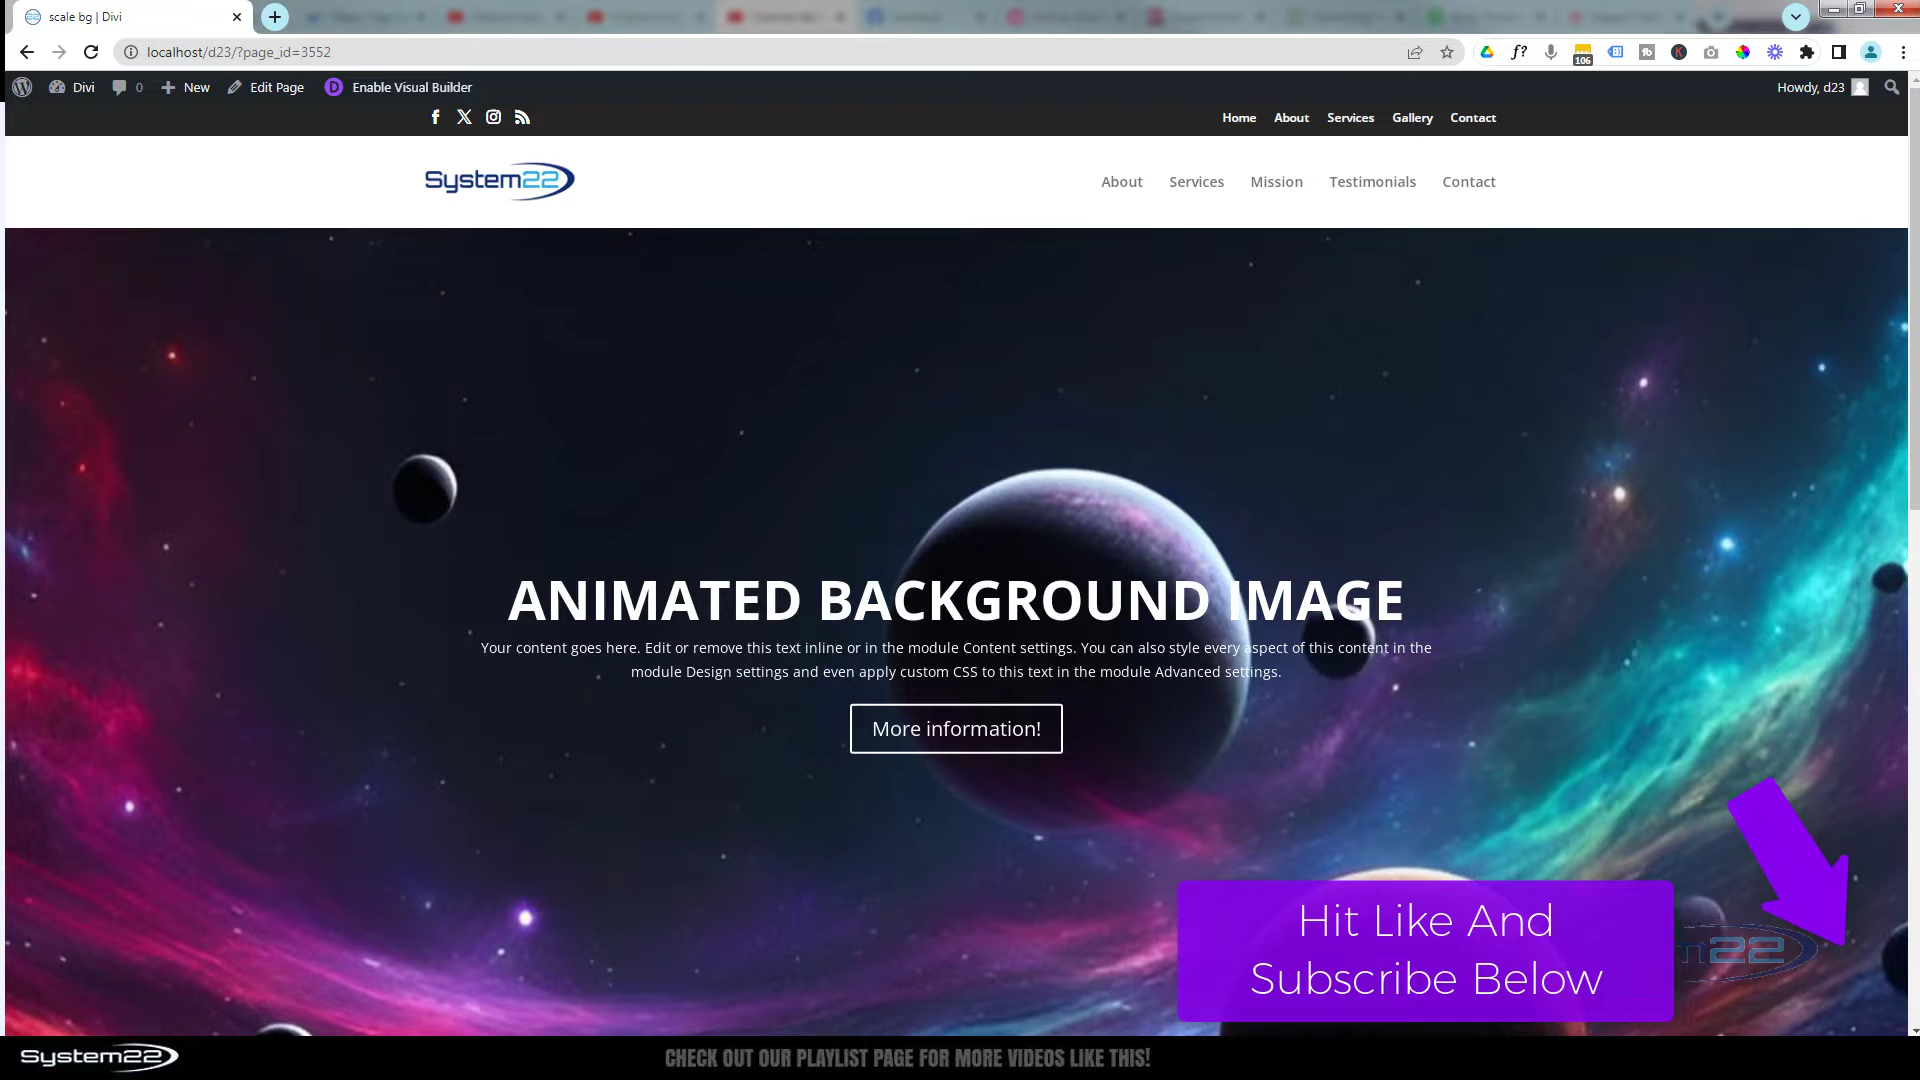 scale bg | Divi
localhost/d23/?page_id=3552
f?
106
tb
K
Divi
0
New
Edit Page
D
Enable Visual Builder
Howdy, d23
Home
About
Services
Gallery
Contact
System22
About
Services
Mission
Testimonials
Contact
ANIMATED BACKGROUND IMAGE
Your content goes here. Edit or remove this text inline or in the module Content settings. You can also style every aspect of this content in the
module Design settings and even apply custom CSS to this text in the module Advanced settings.
More information!
Hit Like And
Subscribe Below
22
System22
CHECK OUT OUR PLAYLIST PAGE FOR MORE VIDEOS LIKE THIS!